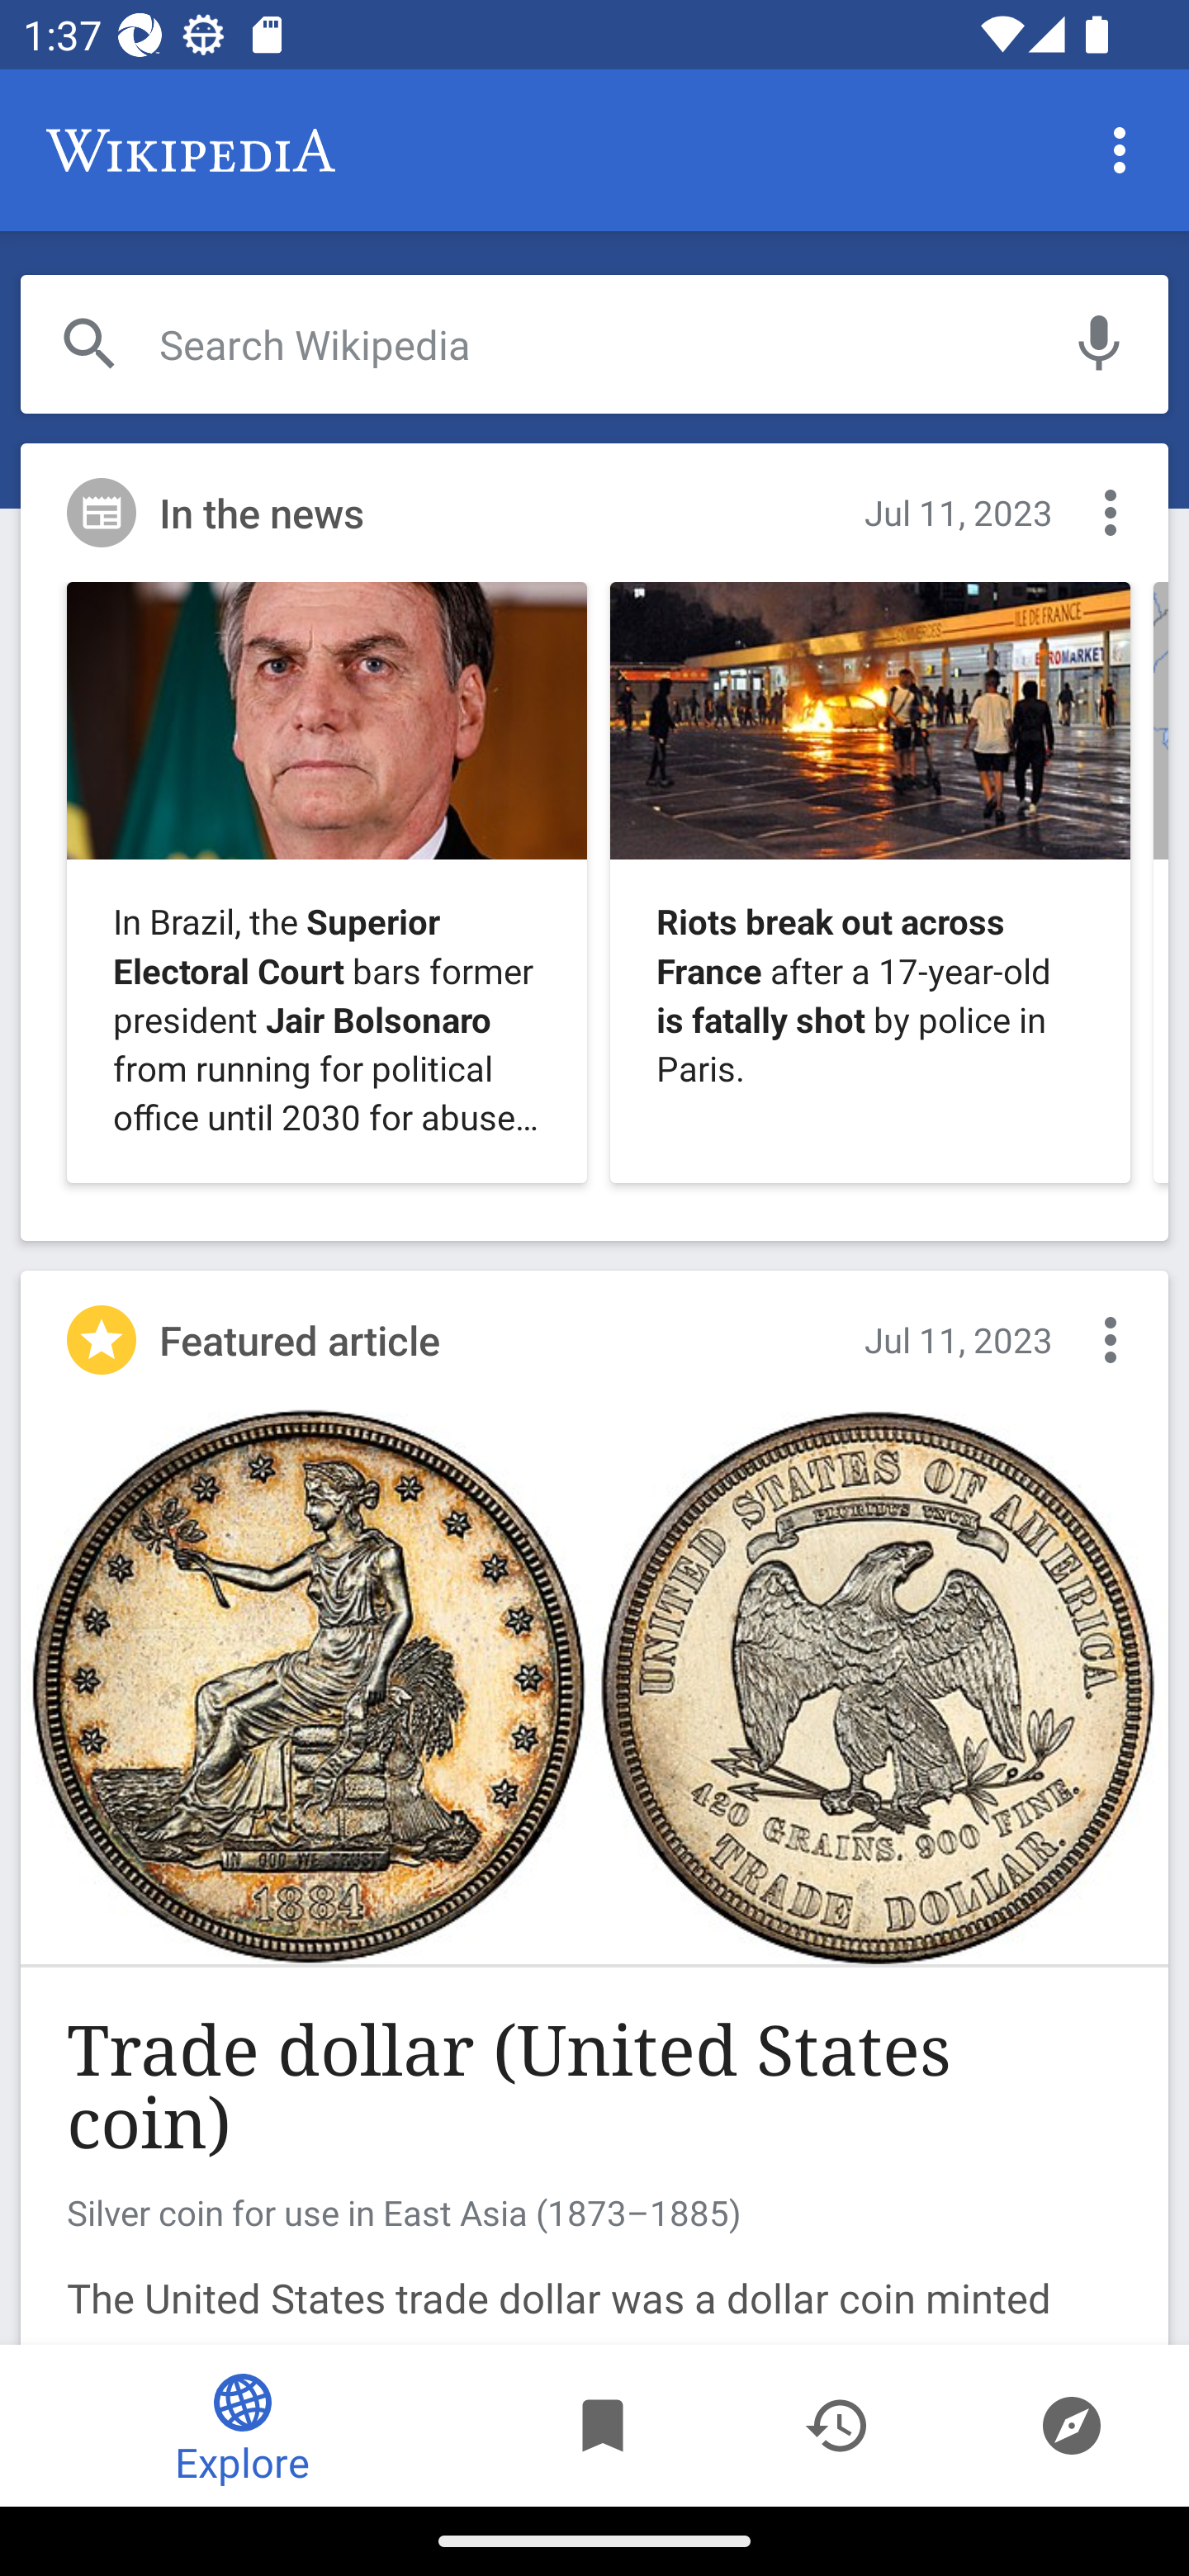 1:37
WIKIPEDIA
Search Wikipedia
In the news
Jul 11, 2023
COMMERCES
ILE DE FRANCE
In Brazil, the Superior
Electoral Court bars former
president Jair Bolsonaro
from running for political
office until 2030 for abuse…
Riots break out across
France after a 17-year-old
is fatally shot by police in
Paris.
Featured article
Jul 11, 2023
IN GOD WE TRUST
1884
UNITED STATES OF AMERICA.
E PLURIBUS UNUM
420 GRAINS. 900 FINE.
TRADE DOLLAR.
Trade dollar (United States
coin)
Silver coin for use in East Asia (1873–1885)
The United States trade dollar was a dollar coin minted
Explore